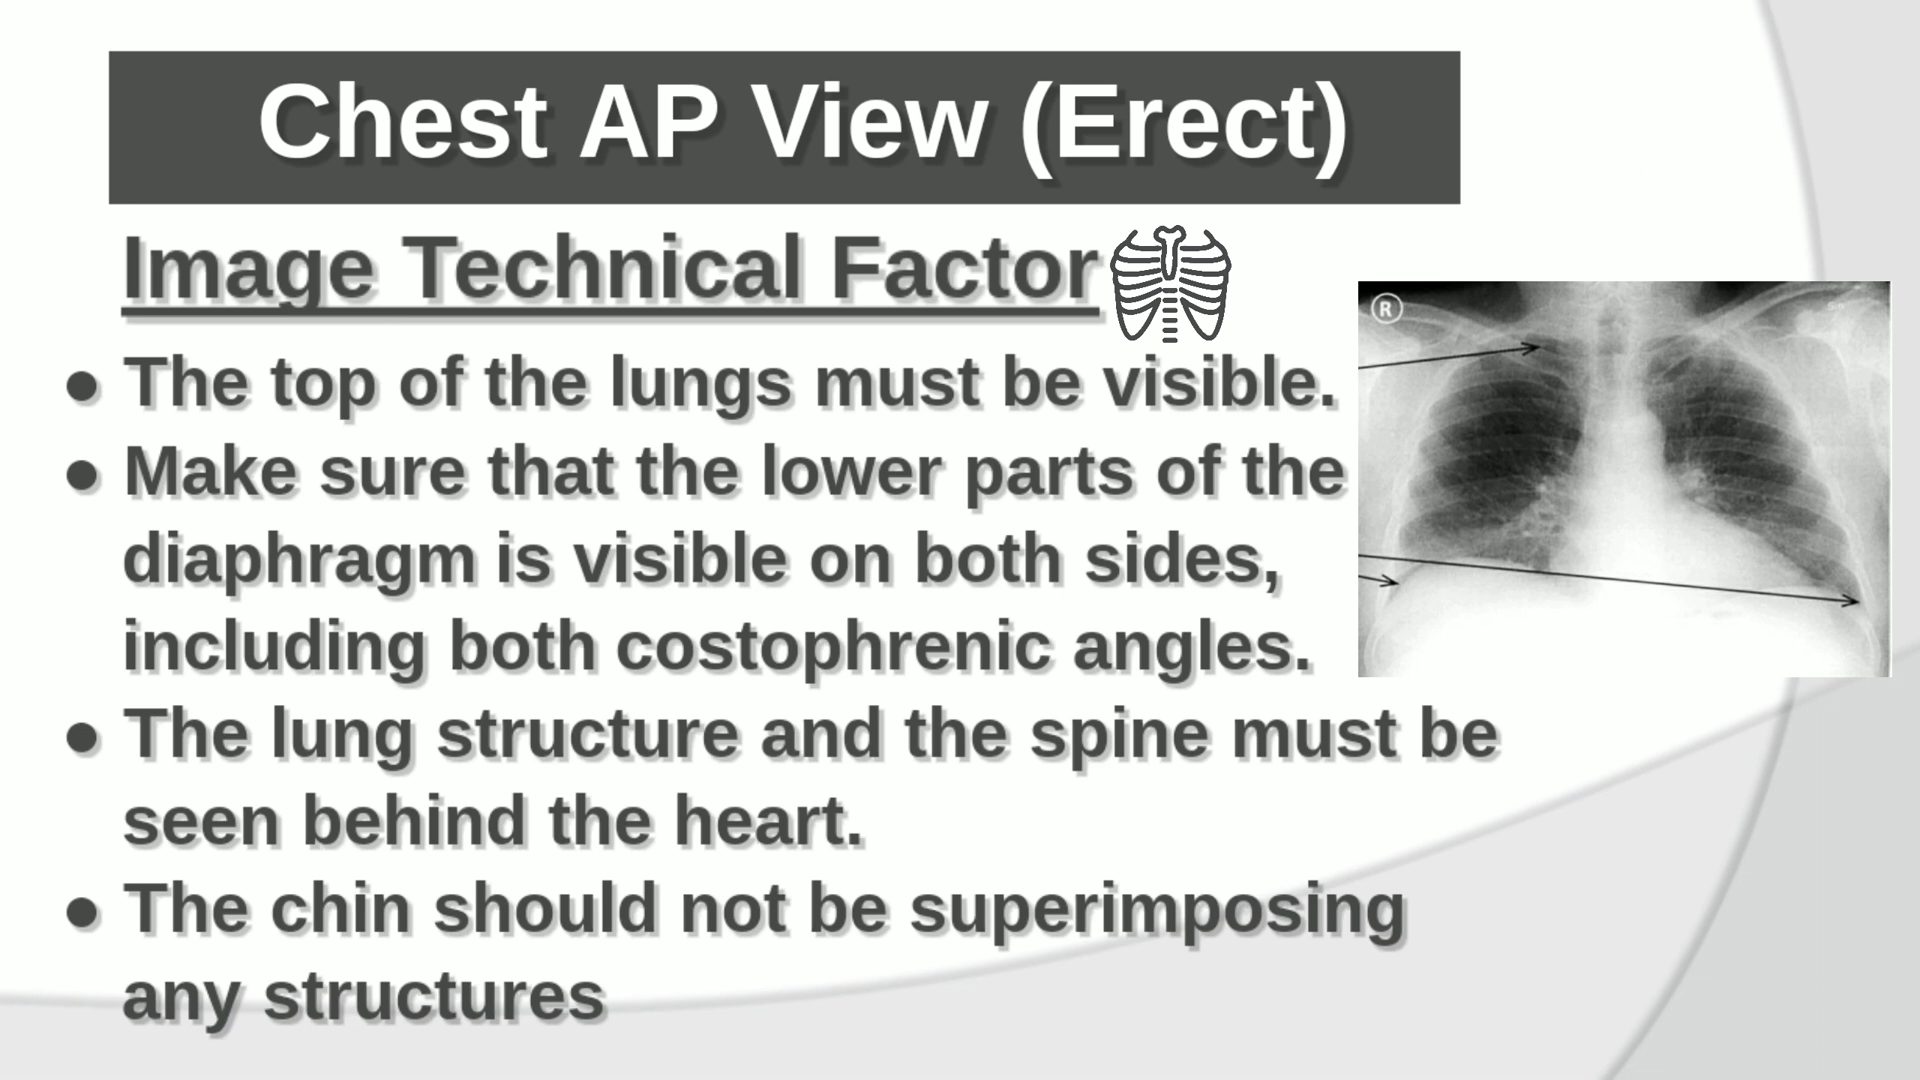 Chest AP View (Erect)
Image Technical Factor
● The top of the lungs must be visible.
● Make sure that the lower parts of the
diaphragm is visible on both sides,
including both costophrenic angles.
● The lung structure and the spine must be
seen behind the heart.
● The chin should not be superimposing
any structures
R